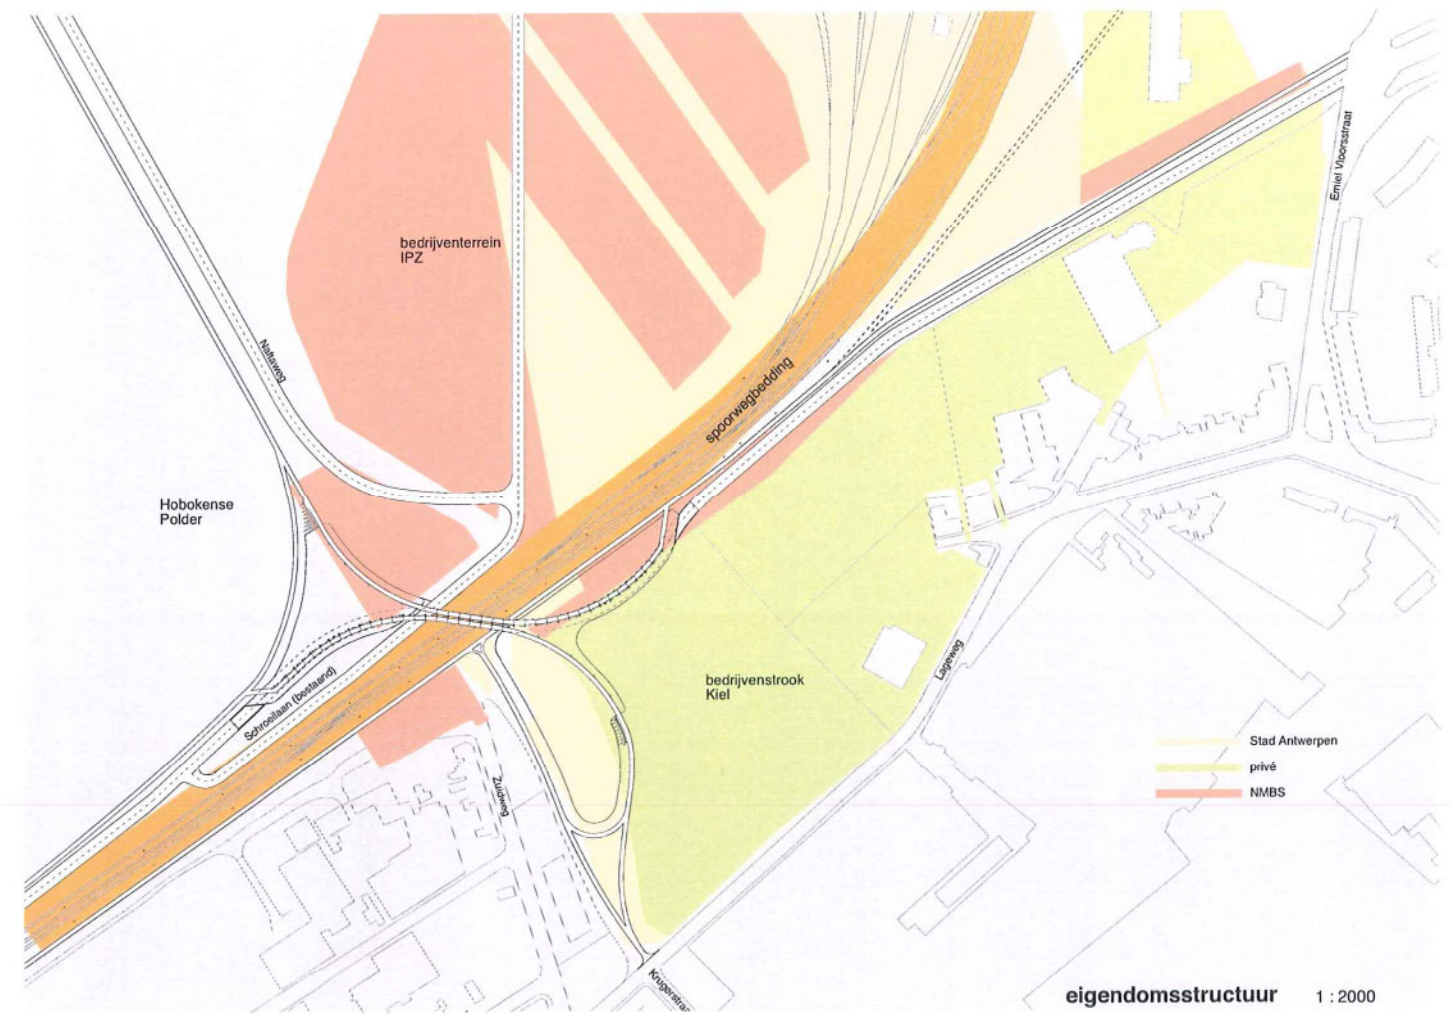 bedrijventerrein
IPZ
Emiel Vloorsstraat
Naftaweg
spoorwegbedding
Hobokense
Polder
Schroeilaan (bestaand)
bedrijvenstrook
Kiel
Lageweg
Zuidweg
Krugerstraa
Stad Antwerpen
privé
NMBS
eigendomsstructuur 1 : 2000